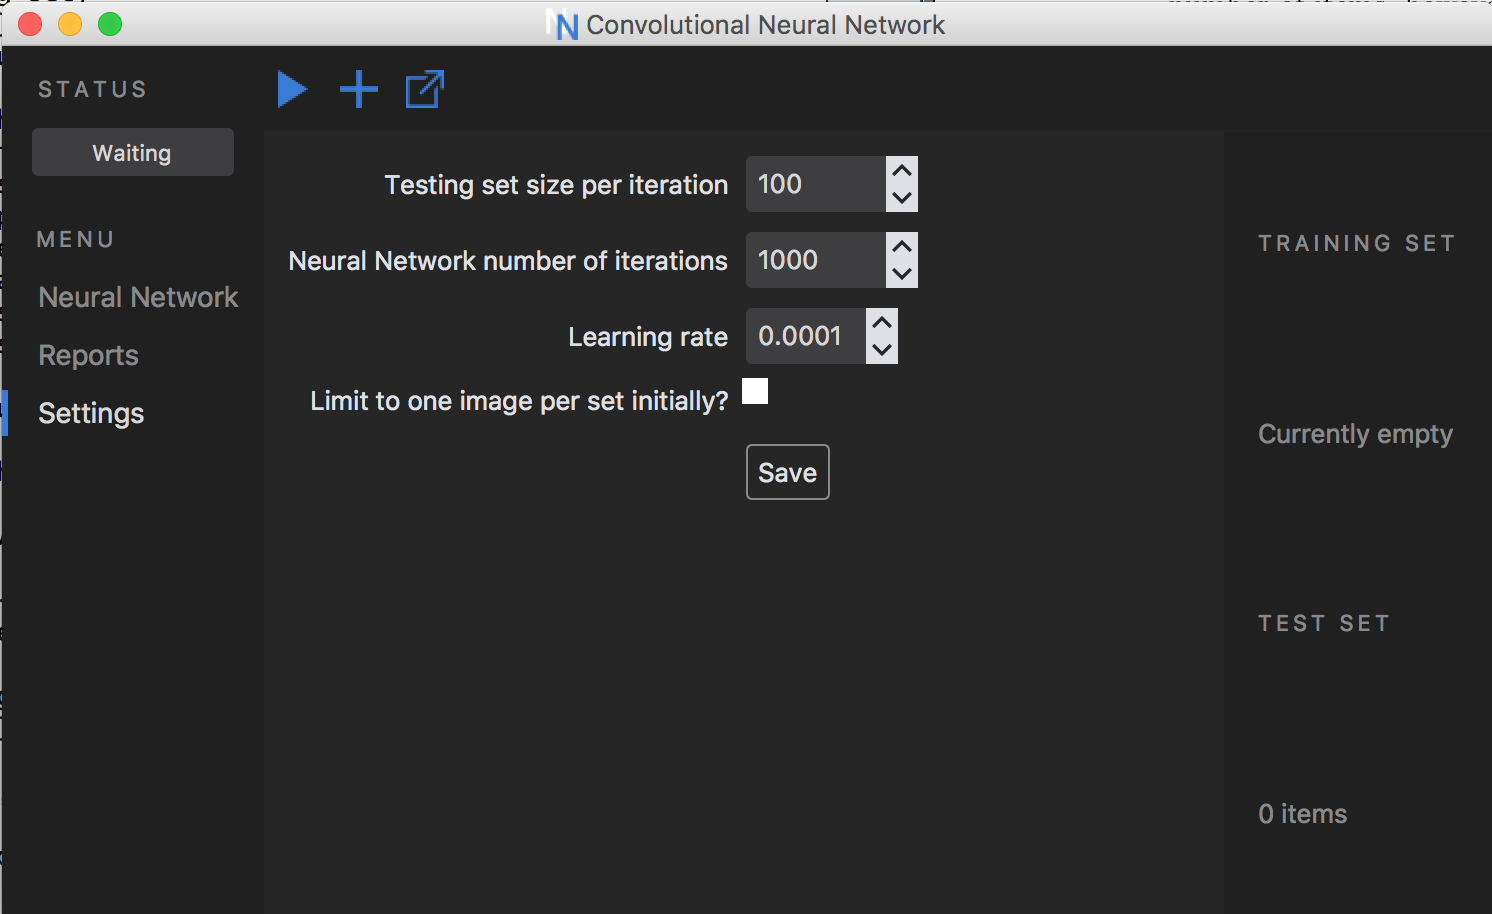 Convolutional Neural Network
STATUS
Waiting
MENU
Neural Network
Reports
Settings
Testing set size per iteration 100
Neural Network number of iterations 1000
Learning rate 0.0001
Limit to one image per set initially?
Save
TRAINING SET
Currently empty
TEST SET
0 items